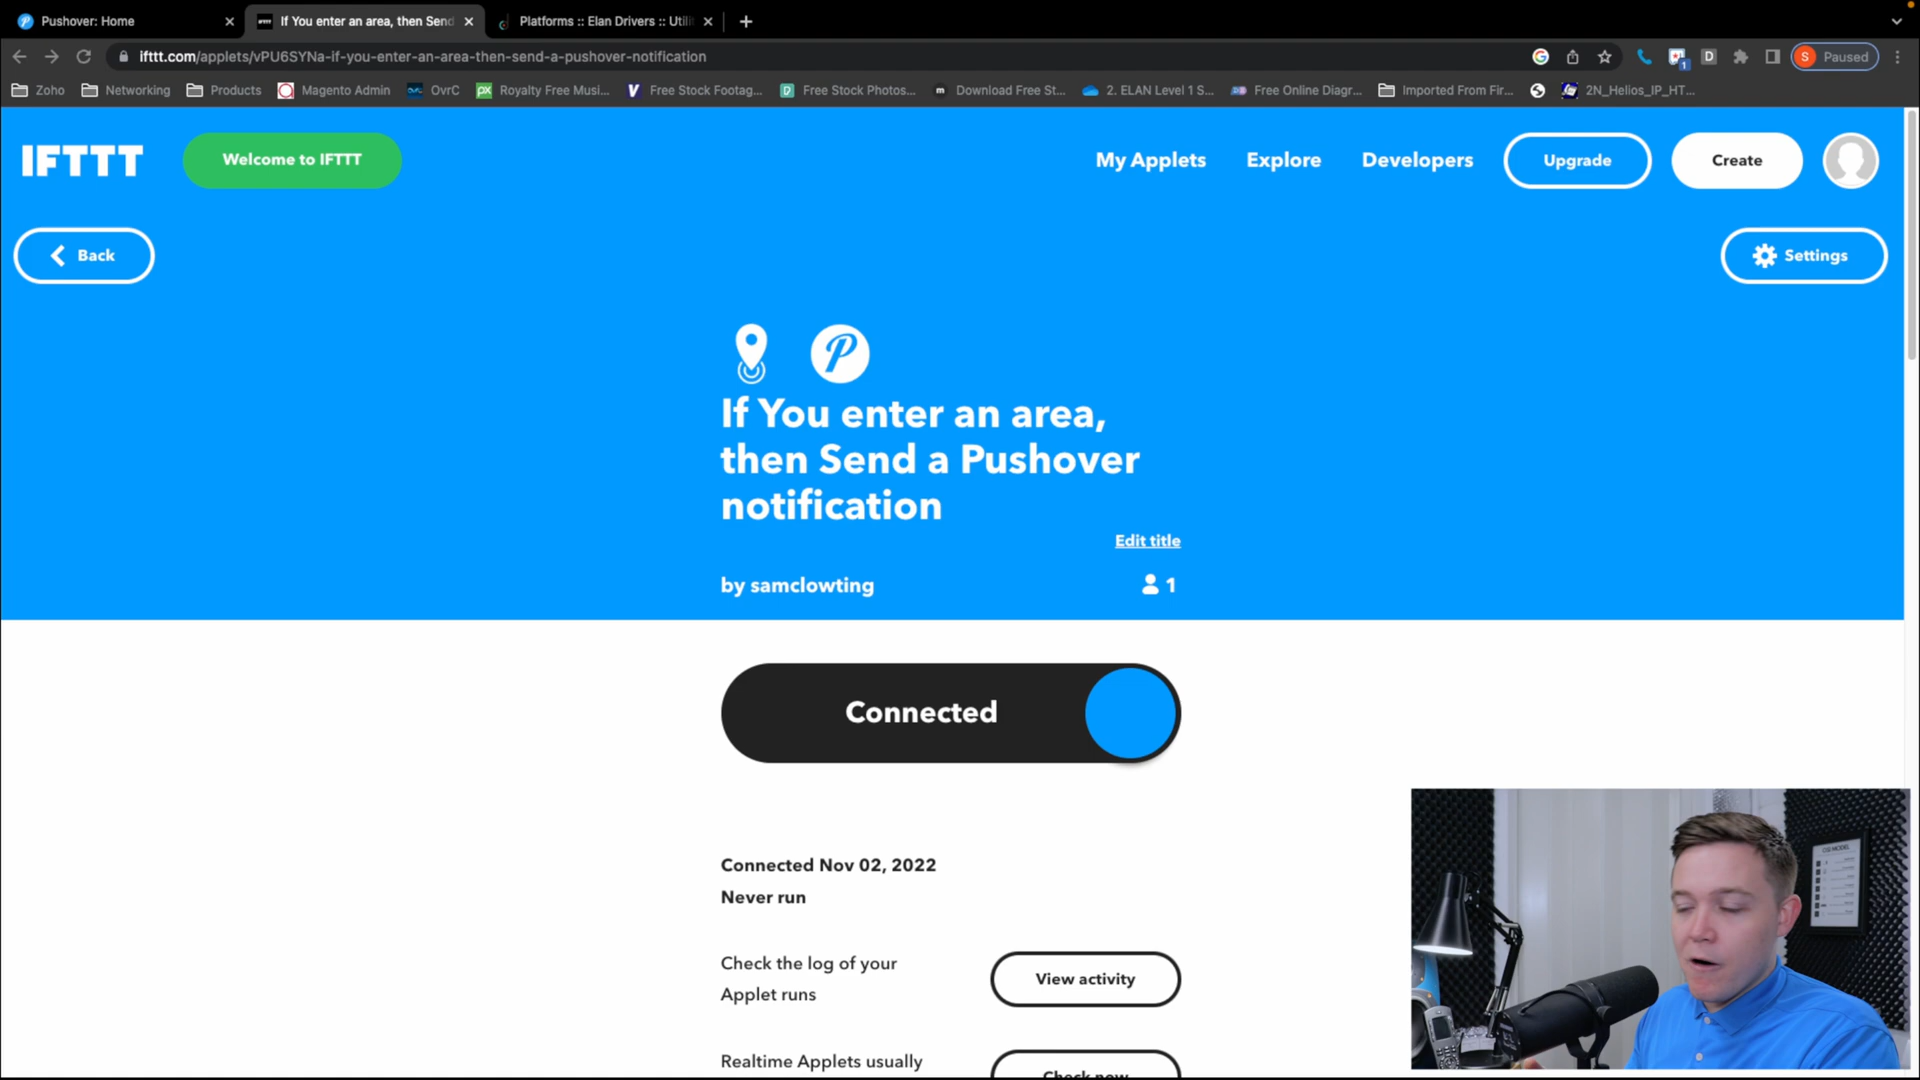 Pushover: Home
If You enter an area, then Send
Platforms :: Elan Drivers :: Utili
ifttt.com/applets/vPU6SYNa-if-you-enter-an-area-then-send-a-pushover-notification
1
D
S Paused
Zoho
Networking
Products
Magento Admin
OvrC
px Royalty Free Musi...
V Free Stock Footag...
Free Stock Photos...
m Download Free St...
2. ELAN Level 1 S...
Free Online Diagr...
Imported From Fir...
2N_Helios_IP_HT...
IFTTT
Welcome to IFTTT
My Applets
Explore
Developers
Upgrade
Create
Back
Settings
If You enter an area,
then Send a Pushover
notification
Edit title
by samclowting
1
Connected
Connected Nov 02, 2022
Never run
Check the log of your
Applet runs
View activity
Realtime Applets usually
Check now